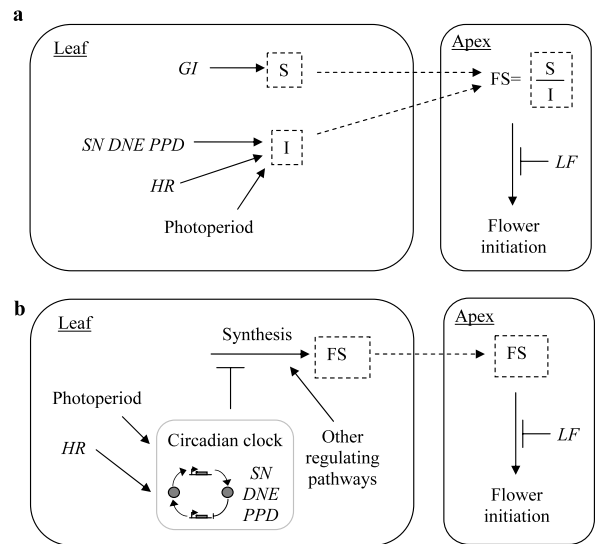 a
Leaf
Apex
GI
S
FS=
S
I
SN DNE PPD
I
HR
LF
Photoperiod
Flower
initiation
b
Leaf
Apex
Synthesis
FS
FS
Photoperiod
HR
Circadian clock
SN
DNE
PPD
Other
regulating
pathways
LF
Flower
initiation